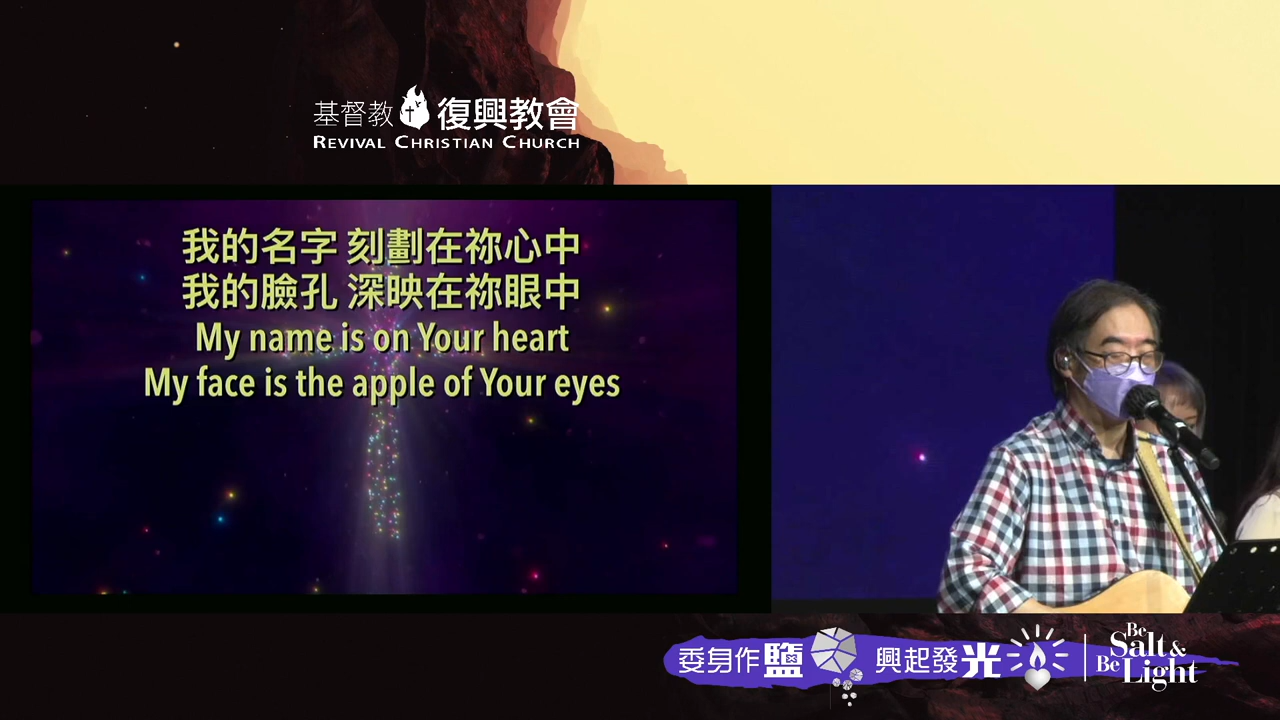 基督教 復興教會
REVIVAL CHRISTIAN CHURCH
我的名字 刻劃在祢心中
我的臉孔 深映在祢眼中
My name is on Your heart
My face is the apple of Your eyes
委身作鹽 興起發光
Be Salt &
Be Light